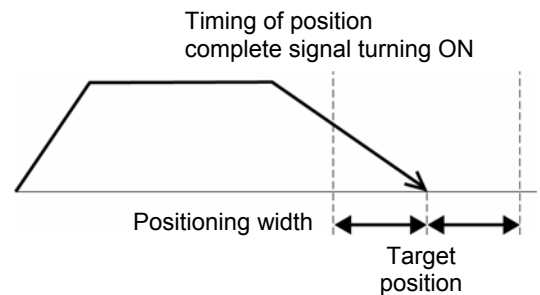 Timing of position
complete signal turning ON
Positioning width
Target
position